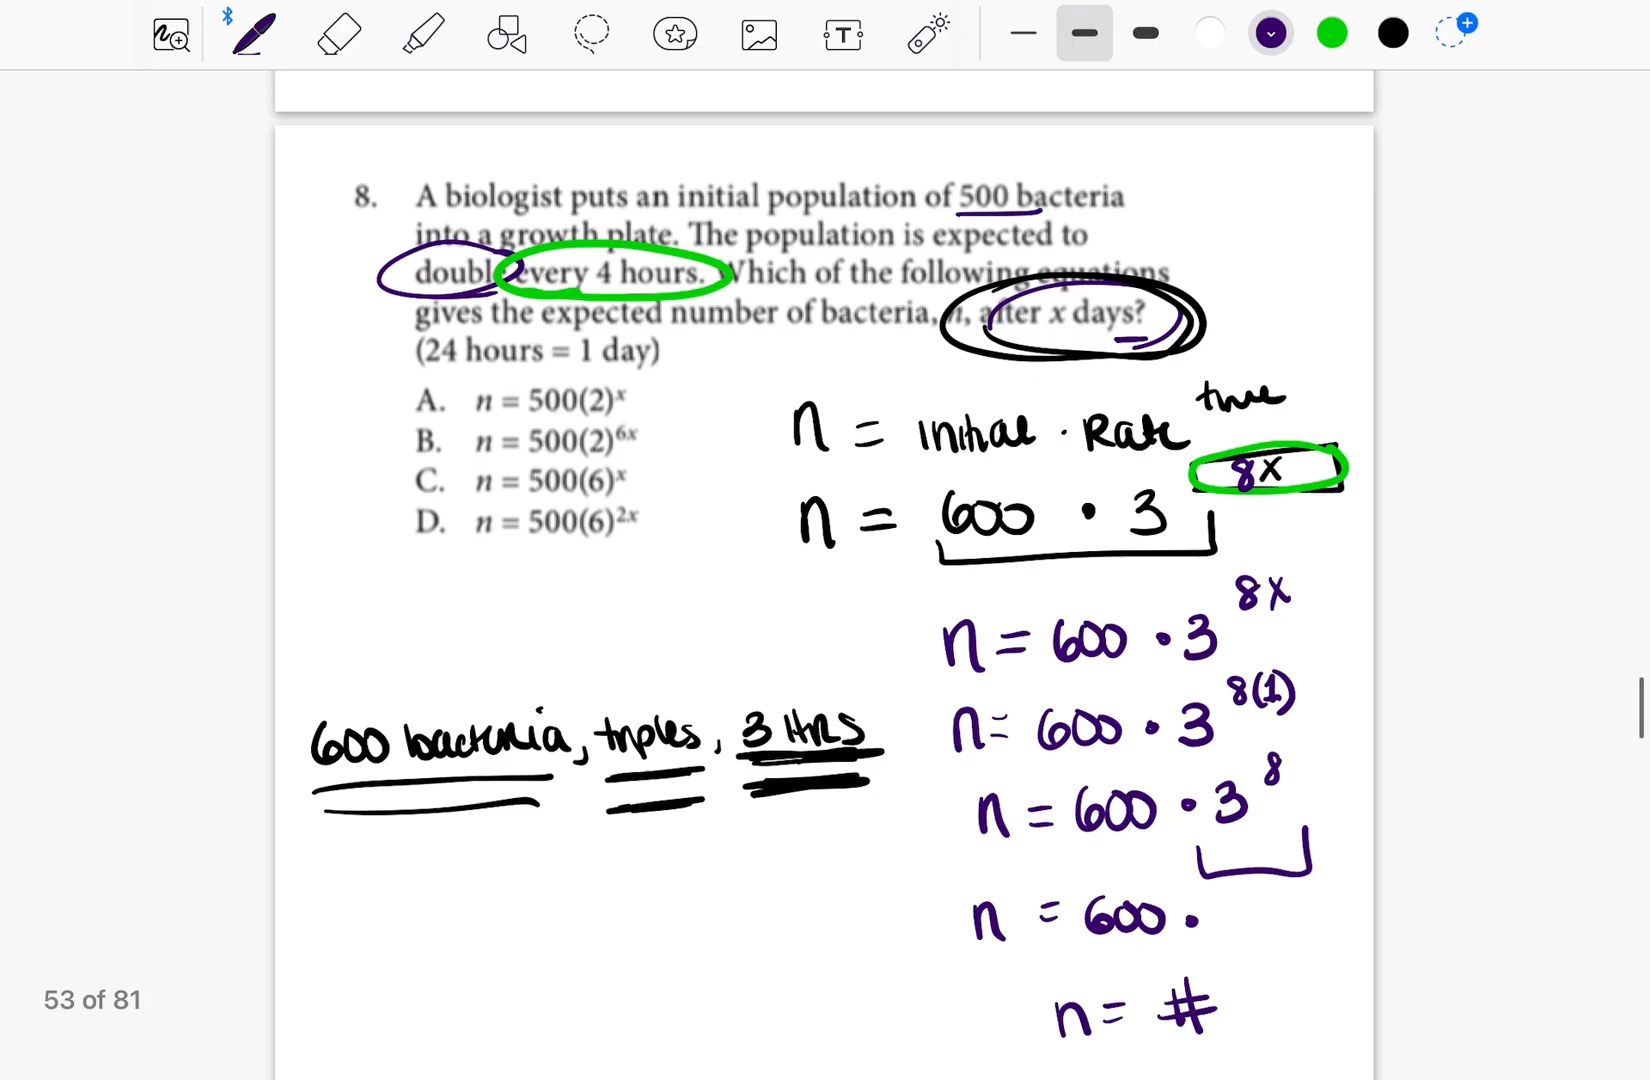 8. A biologist puts an initial population of 500 bacteria
into a growth plate. The population is expected to
double every 4 hours. Which of the following equations
gives the expected number of bacteria, n, after x days?
(24 hours = 1 day)
A. n = 500(2)ˣ
B. n = 500(2)⁶ˣ
C. n = 500(6)ˣ
D. n = 500(6)²ˣ
n = Initial · Rate ^time
n = 600 · 3 ^8x
n = 600 · 3 ^8x
n = 600 · 3 ^8(1)
n = 600 · 3 ^8
n = 600 ·
n = #
600 bacteria, triples, 3 HRS
53 of 81
T